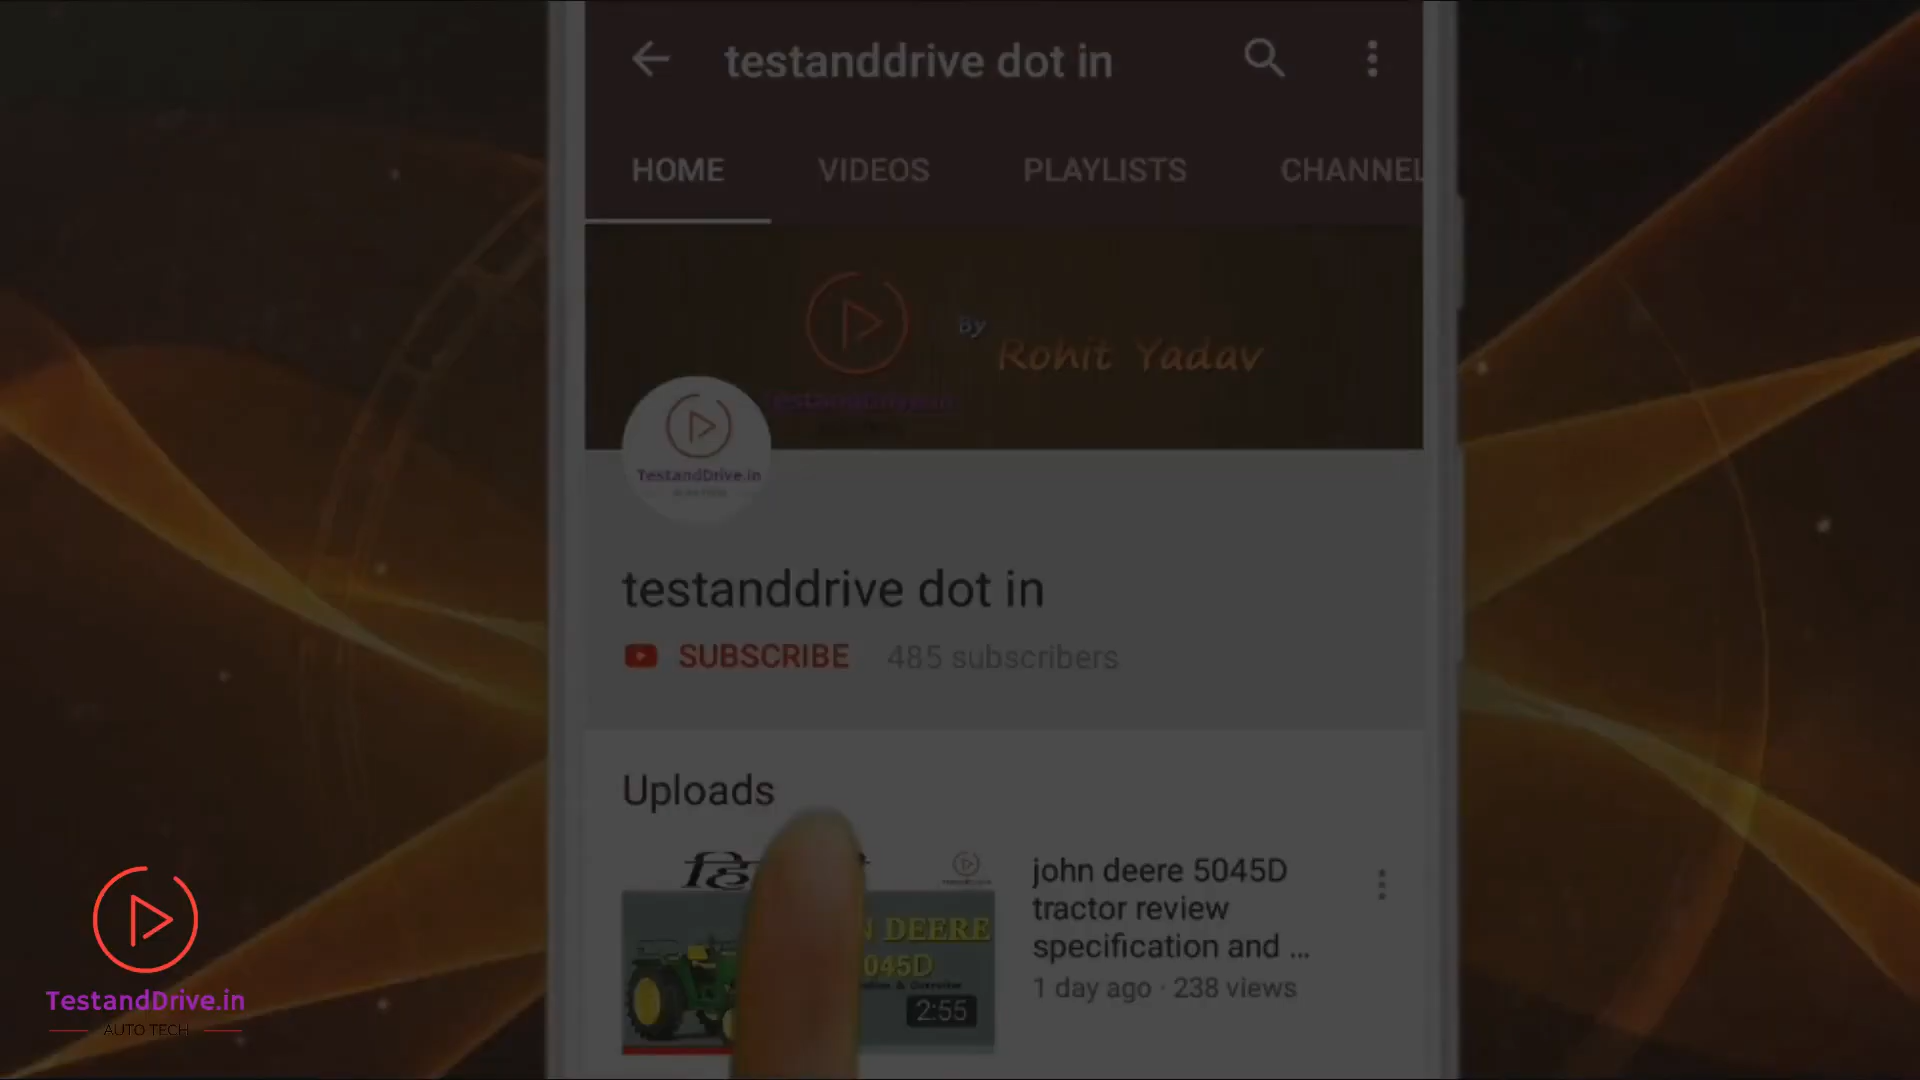 testanddrive dot in
HOME VIDEOS PLAYLISTS CHANNEL
By
Rohit Yadav
TestandDrive.in
TestandDrive.in
testanddrive dot in
SUBSCRIBE 485 subscribers
Uploads
हि
N DEERE
045D
2:55
john deere 5045D
tractor review
specification and ...
1 day ago · 238 views
TestandDrive.in
AUTO TECH